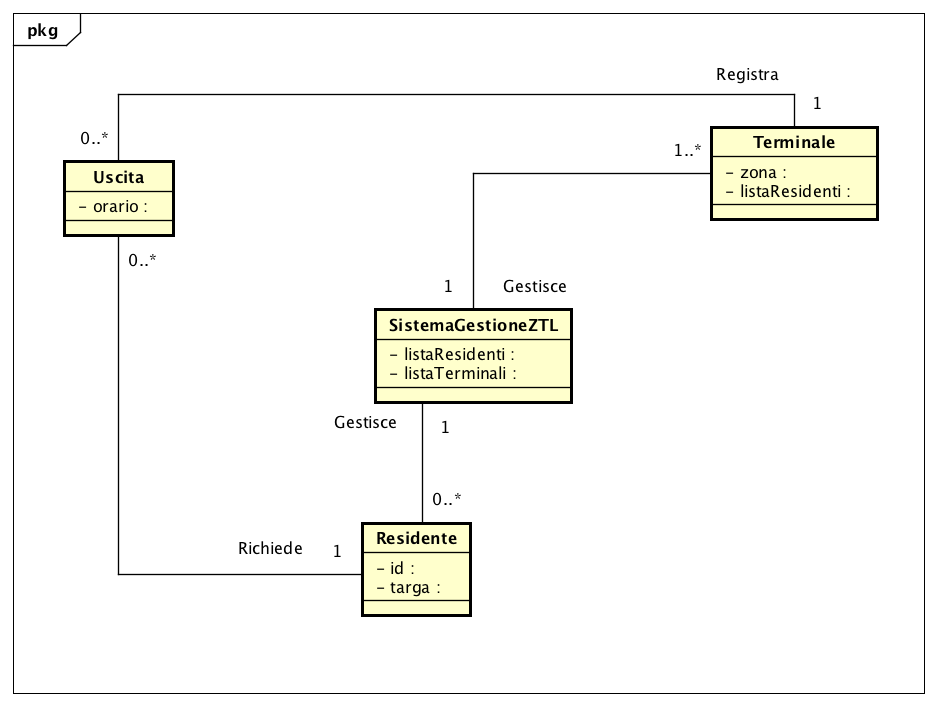 pkg
Registra
1
0..*
1..*
Terminale
- zona :
- listaResidenti :
Uscita
- orario :
0..*
1
Gestisce
SistemaGestioneZTL
- listaResidenti :
- listaTerminali :
Gestisce
1
0..*
Richiede
1
Residente
- id :
- targa :